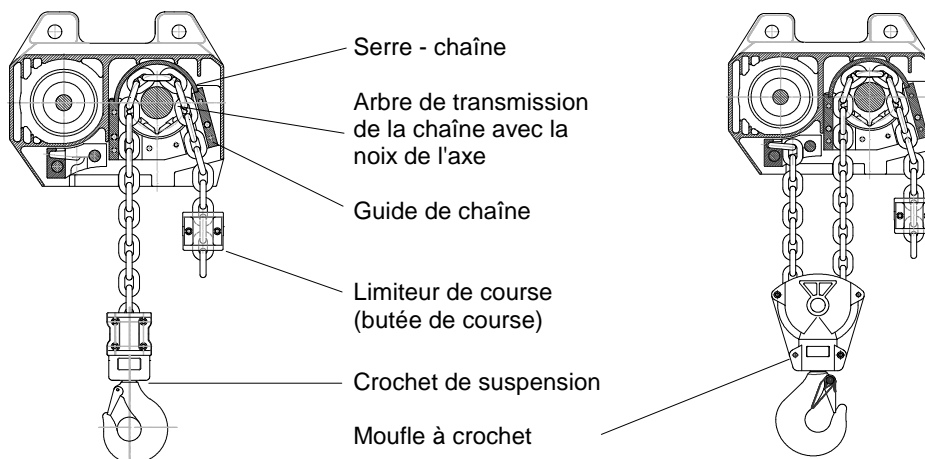 Serre - chaîne
Arbre de transmission
de la chaîne avec la
noix de l'axe
Guide de chaîne
Limiteur de course
(butée de course)
Crochet de suspension
Moufle à crochet